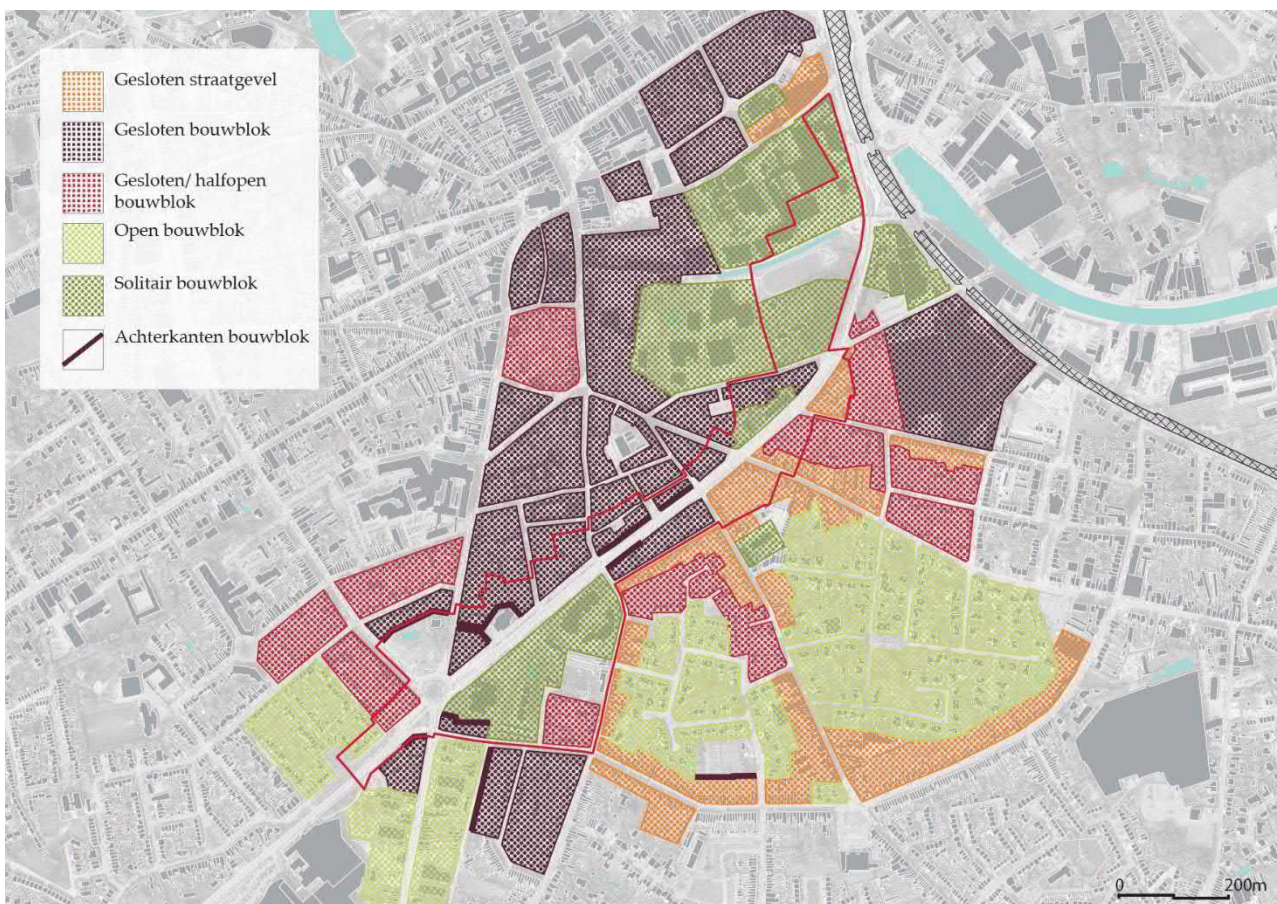 Gesloten straatgevel
Gesloten bouwblok
Gesloten/ halfopen
bouwblok
Open bouwblok
Solitair bouwblok
Achterkanten bouwblok
0 200m